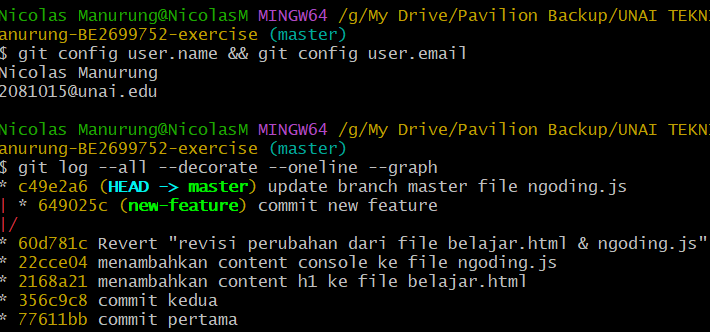 Nicolas Manurung@NicolasM MINGW64 /g/My Drive/Pavilion Backup/UNAI TEKN
anurung-BE2699752-exercise (master)
$ git config user.name && git config user.email
Nicolas Manurung
2081015@unai.edu
Nicolas Manurung@NicolasM MINGW64 /g/My Drive/Pavilion Backup/UNAI TEKN
anurung-BE2699752-exercise (master)
$ git log --all --decorate --oneline --graph
* c49e2a6 (HEAD -> master) update branch master file ngoding.js
| * 649025c (new-feature) commit new feature
|/
* 60d781c Revert "revisi perubahan dari file belajar.html & ngoding.js"
* 22cce04 menambahkan content console ke file ngoding.js
* 2168a21 menambahkan content h1 ke file belajar.html
* 356c9c8 commit kedua
* 77611bb commit pertama